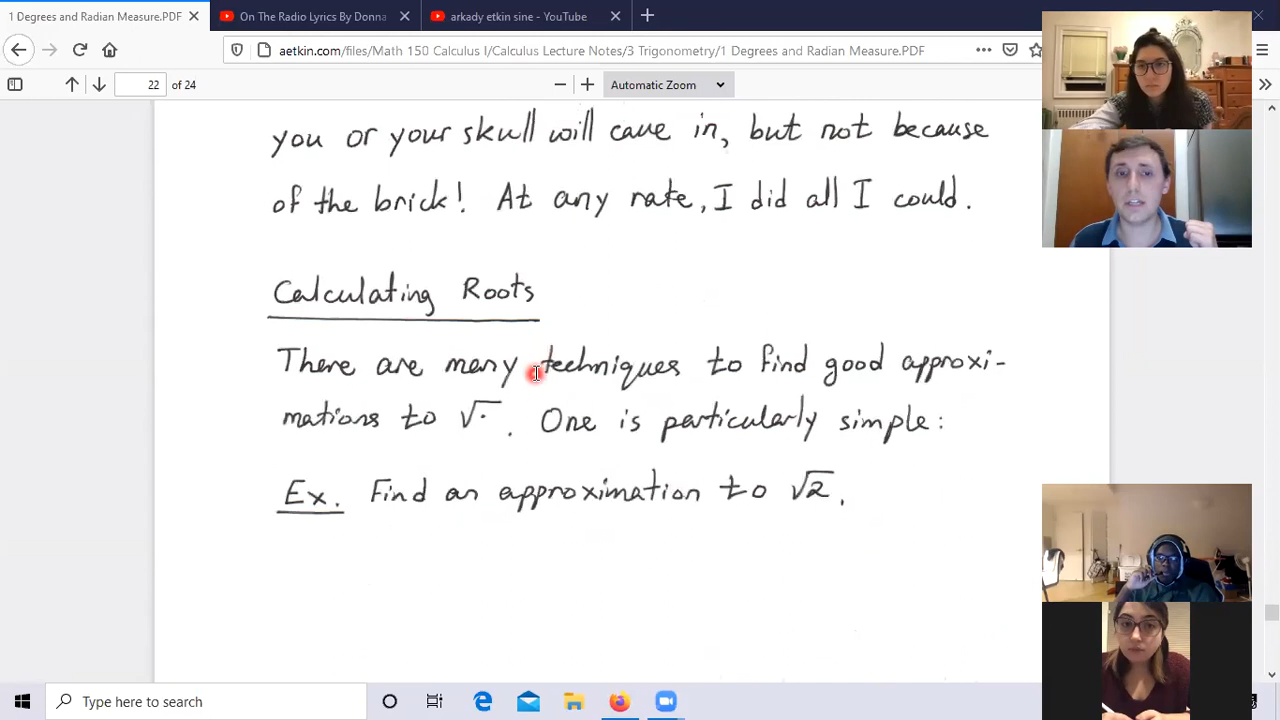 1 Degrees and Radian Measure.PDF
On The Radio Lyrics By Donna
arkady etkin sine - YouTube
aetkin.com/files/Math 150 Calculus I/Calculus Lecture Notes/3 Trigonometry/1 Degrees and Radian Measure.PDF
22 of 24
Automatic Zoom
you or your skull will cave in, but not because
of the brick! At any rate, I did all I could.
Calculating Roots
There are many techniques to find good approxi-
mations to √·. One is particularly simple:
Ex. Find an approximation to √2.
Type here to search